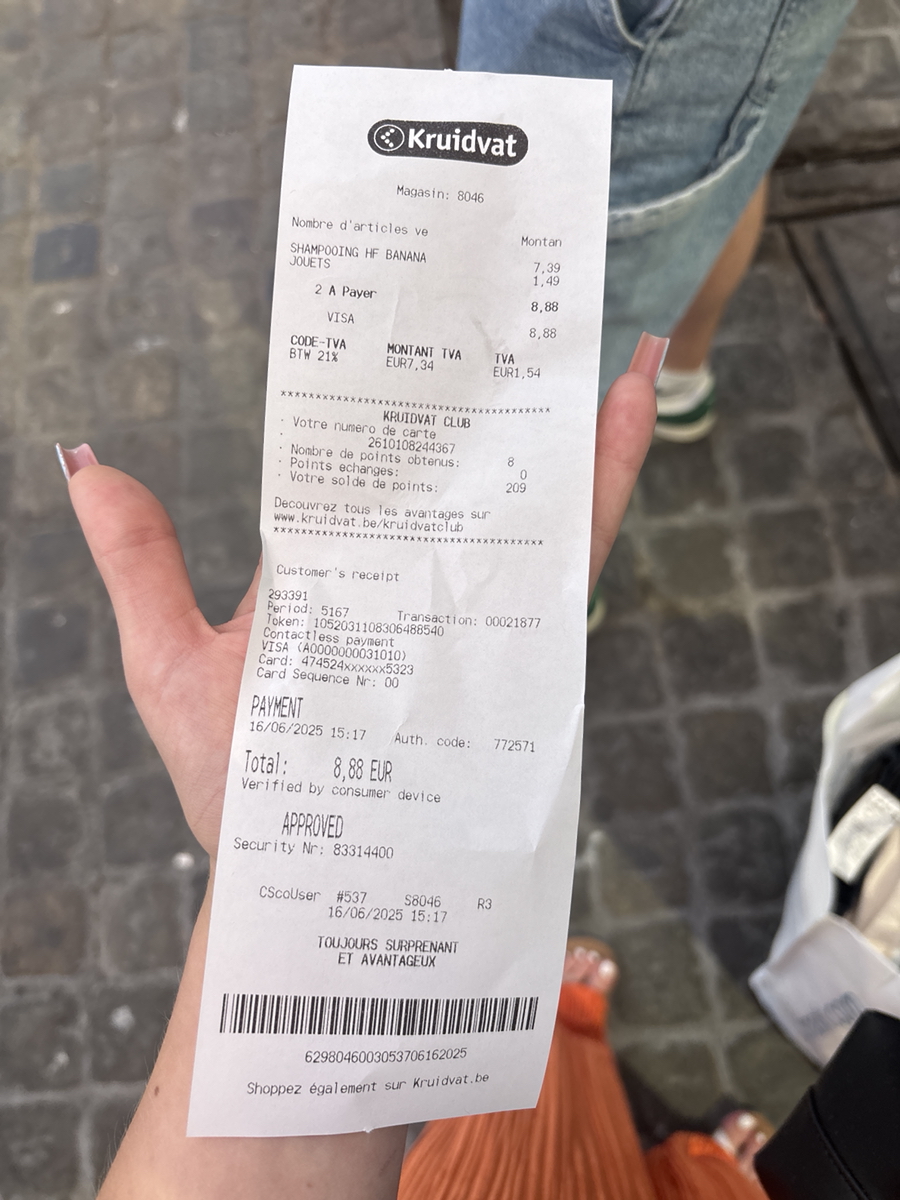 Kruidvat
Magasin: 8046
Nombre d'articles ve Montan
SHAMPOOING HF BANANA 7,39
JOUETS 1,49
2 A Payer 8,88
VISA 8,88
CODE-TVA MONTANT TVA TVA
BTW 21% EUR7,34 EUR1,54
****************************************
KRUIDVAT CLUB
· Votre numero de carte
· 2610108244367
· Nombre de points obtenus: 8
· Points echanges: 0
· Votre solde de points: 209
Decouvrez tous les avantages sur
www.kruidvat.be/kruidvatclub
****************************************
Customer's receipt
293391
Period: 5167 Transaction: 00021877
Token: 1052031108306488540
Contactless payment
VISA (A0000000031010)
Card: 474524xxxxxx5323
Card Sequence Nr: 00
PAYMENT
16/06/2025 15:17 Auth. code: 772571
Total: 8,88 EUR
Verified by consumer device
APPROVED
Security Nr: 83314400
CScoUser #537 S8046 R3
16/06/2025 15:17
TOUJOURS SURPRENANT
ET AVANTAGEUX
6298046003053706162025
Shoppez également sur Kruidvat.be